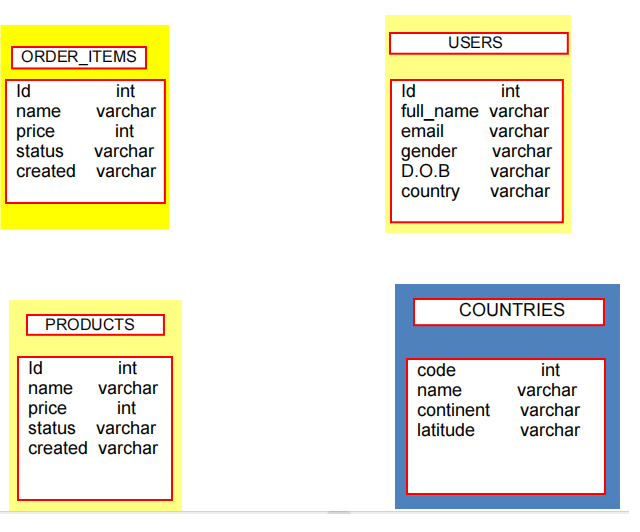 ORDER_ITEMS
Id int
name varchar
price int
status varchar
created varchar
USERS
Id int
full_name varchar
email varchar
gender varchar
D.O.B varchar
country varchar
PRODUCTS
Id int
name varchar
price int
status varchar
created varchar
COUNTRIES
code int
name varchar
continent varchar
latitude varchar